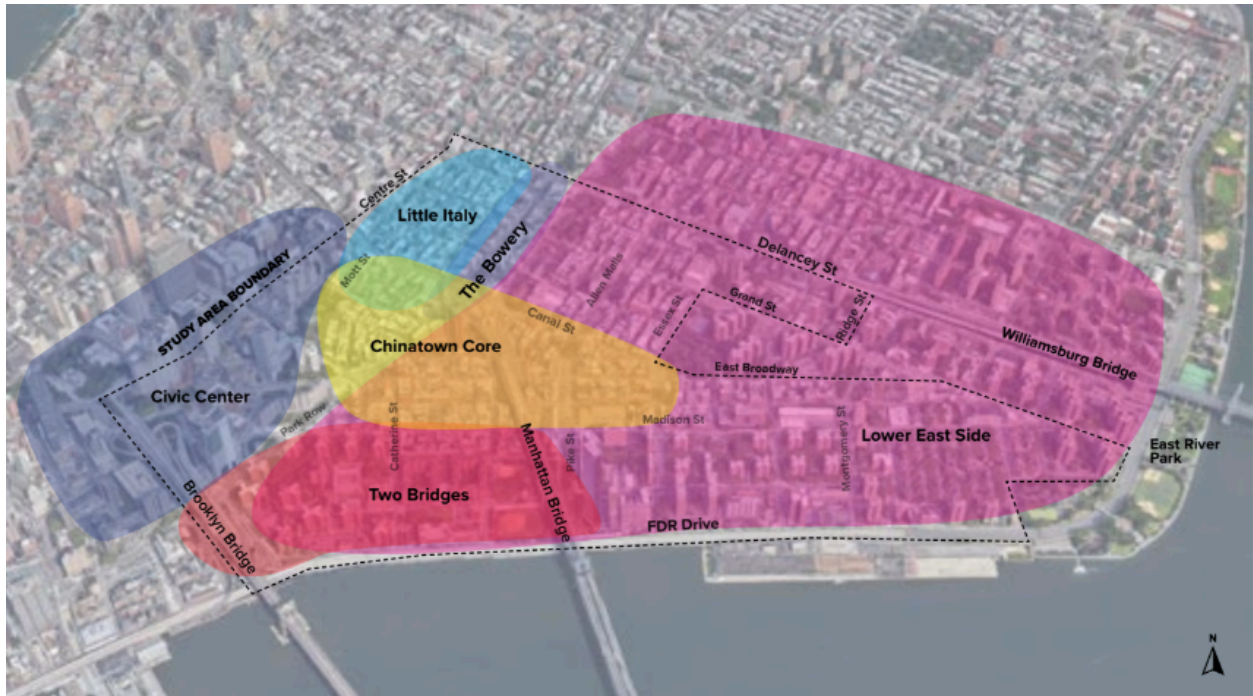 Centre St
Little Italy
STUDY AREA BOUNDARY
Mott St
The Bowery
Delancey St
Allen Malls
Grand St
Essex St
Ridge St
Canal St
Williamsburg Bridge
Chinatown Core
East Broadway
Civic Center
Park Row
Catherine St
Madison St
Manhattan Bridge
Pike St
Montgomery St
Lower East Side
East River
Park
Two Bridges
Brooklyn Bridge
FDR Drive
N